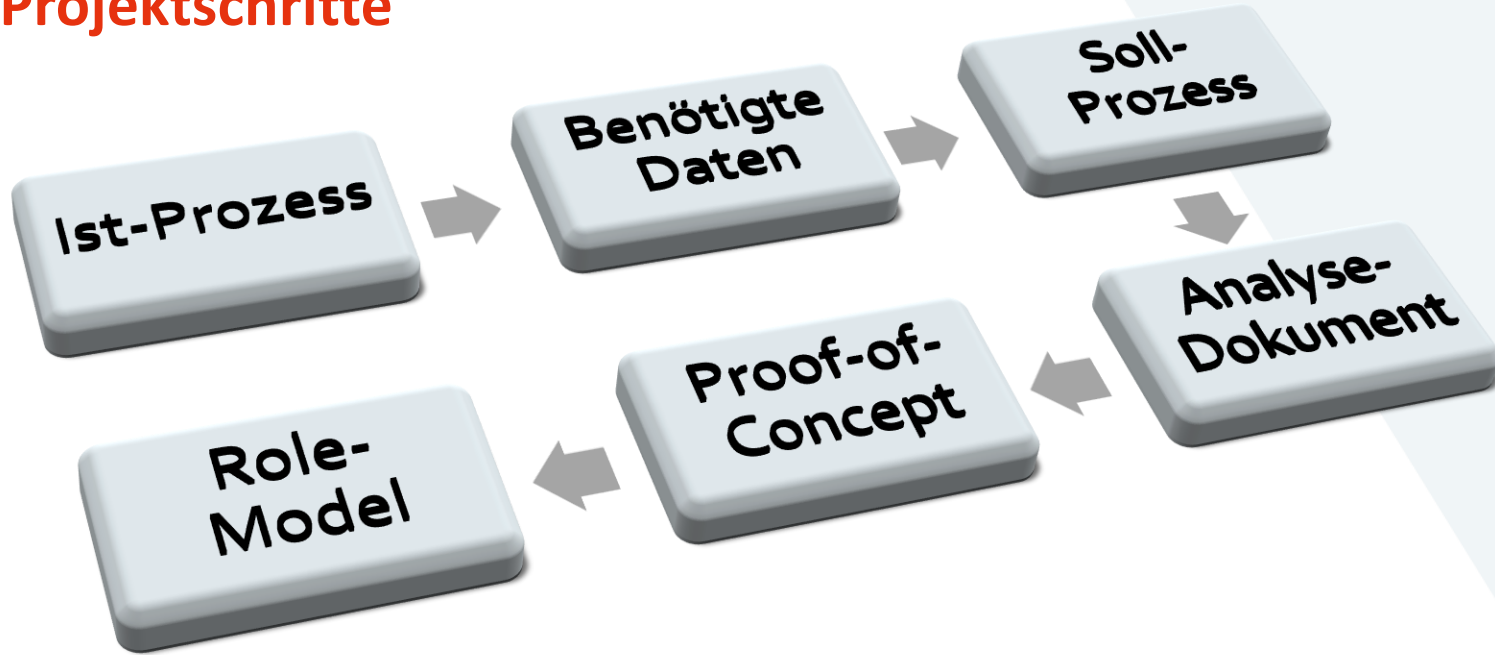 Projektschritte
Ist-Prozess
Benötigte
Daten
Soll-
Prozess
Analyse-
Dokument
Proof-of-
Concept
Role-
Model